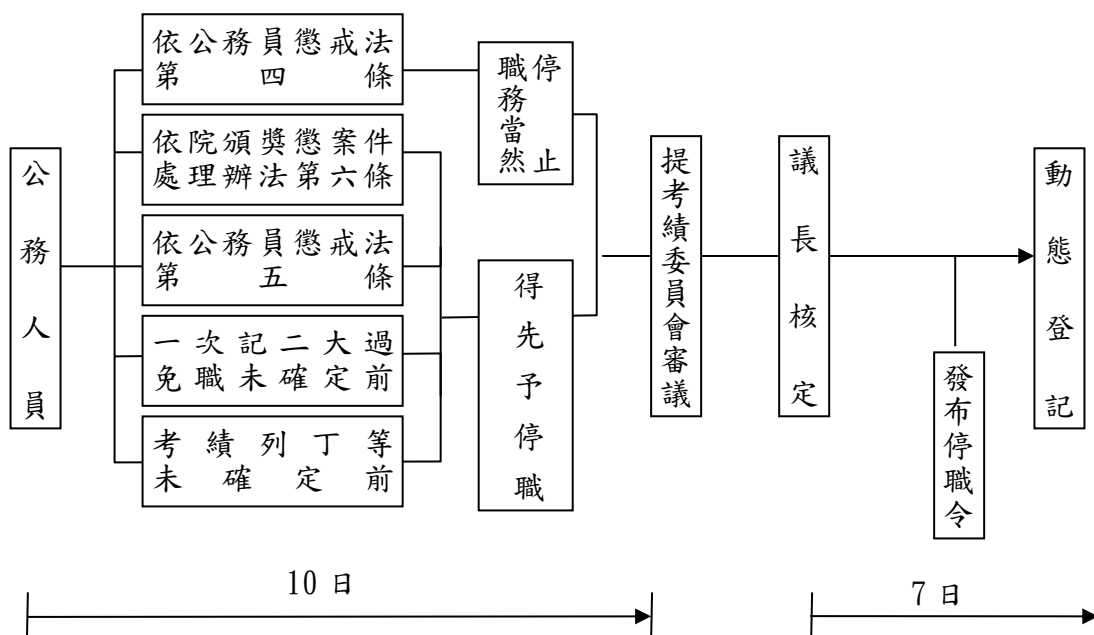 公務人員
依公務員懲戒法
第四條
依院頒獎懲案件
處理辦法第六條
依公務員懲戒法
第五條
一次記二大過
免職未確定前
考績列丁等
未確定前
停止
職務當然
得先予停職
提考績委員會審議
議長核定
發布停職令
動態登記
10 日
7 日